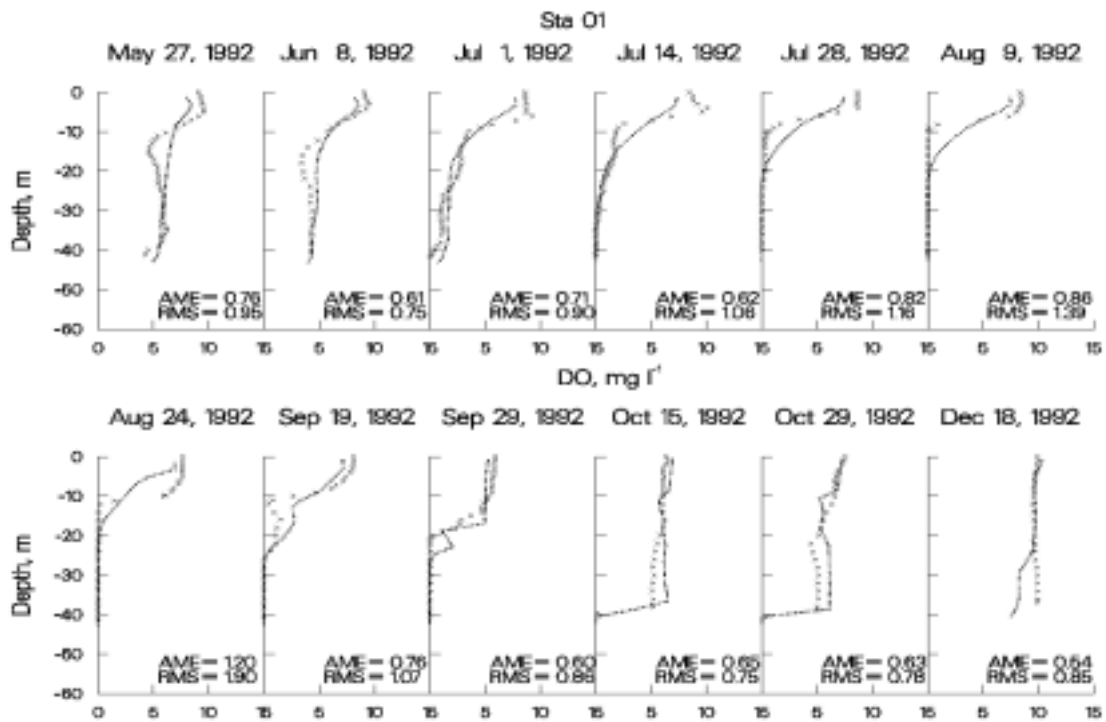 Sta 01
May 27, 1992 Jun 8, 1992 Jul 1, 1992 Jul 14, 1992 Jul 28, 1992 Aug 9, 1992
0
-10
-20
-30
-40
-50
-60
Depth, m
AME = 0.76 AME = 0.61 AME = 0.71 AME = 0.62 AME = 0.82 AME = 0.86
RMS = 0.95 RMS = 0.75 RMS = 0.90 RMS = 1.06 RMS = 1.16 RMS = 1.39
0 5 10 15 5 10 15 5 10 15 5 10 15 5 10 15 5 10 15
DO, mg l⁻¹
Aug 24, 1992 Sep 19, 1992 Sep 29, 1992 Oct 15, 1992 Oct 29, 1992 Dec 18, 1992
0
-10
-20
-30
-40
-50
-60
Depth, m
AME = 1.20 AME = 0.76 AME = 0.60 AME = 0.65 AME = 0.63 AME = 0.54
RMS = 1.90 RMS = 1.07 RMS = 0.86 RMS = 0.75 RMS = 0.78 RMS = 0.85
0 5 10 15 5 10 15 5 10 15 5 10 15 5 10 15 5 10 15